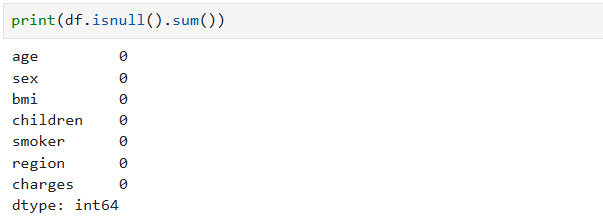 print(df.isnull().sum())
age         0
sex         0
bmi         0
children    0
smoker      0
region      0
charges     0
dtype: int64